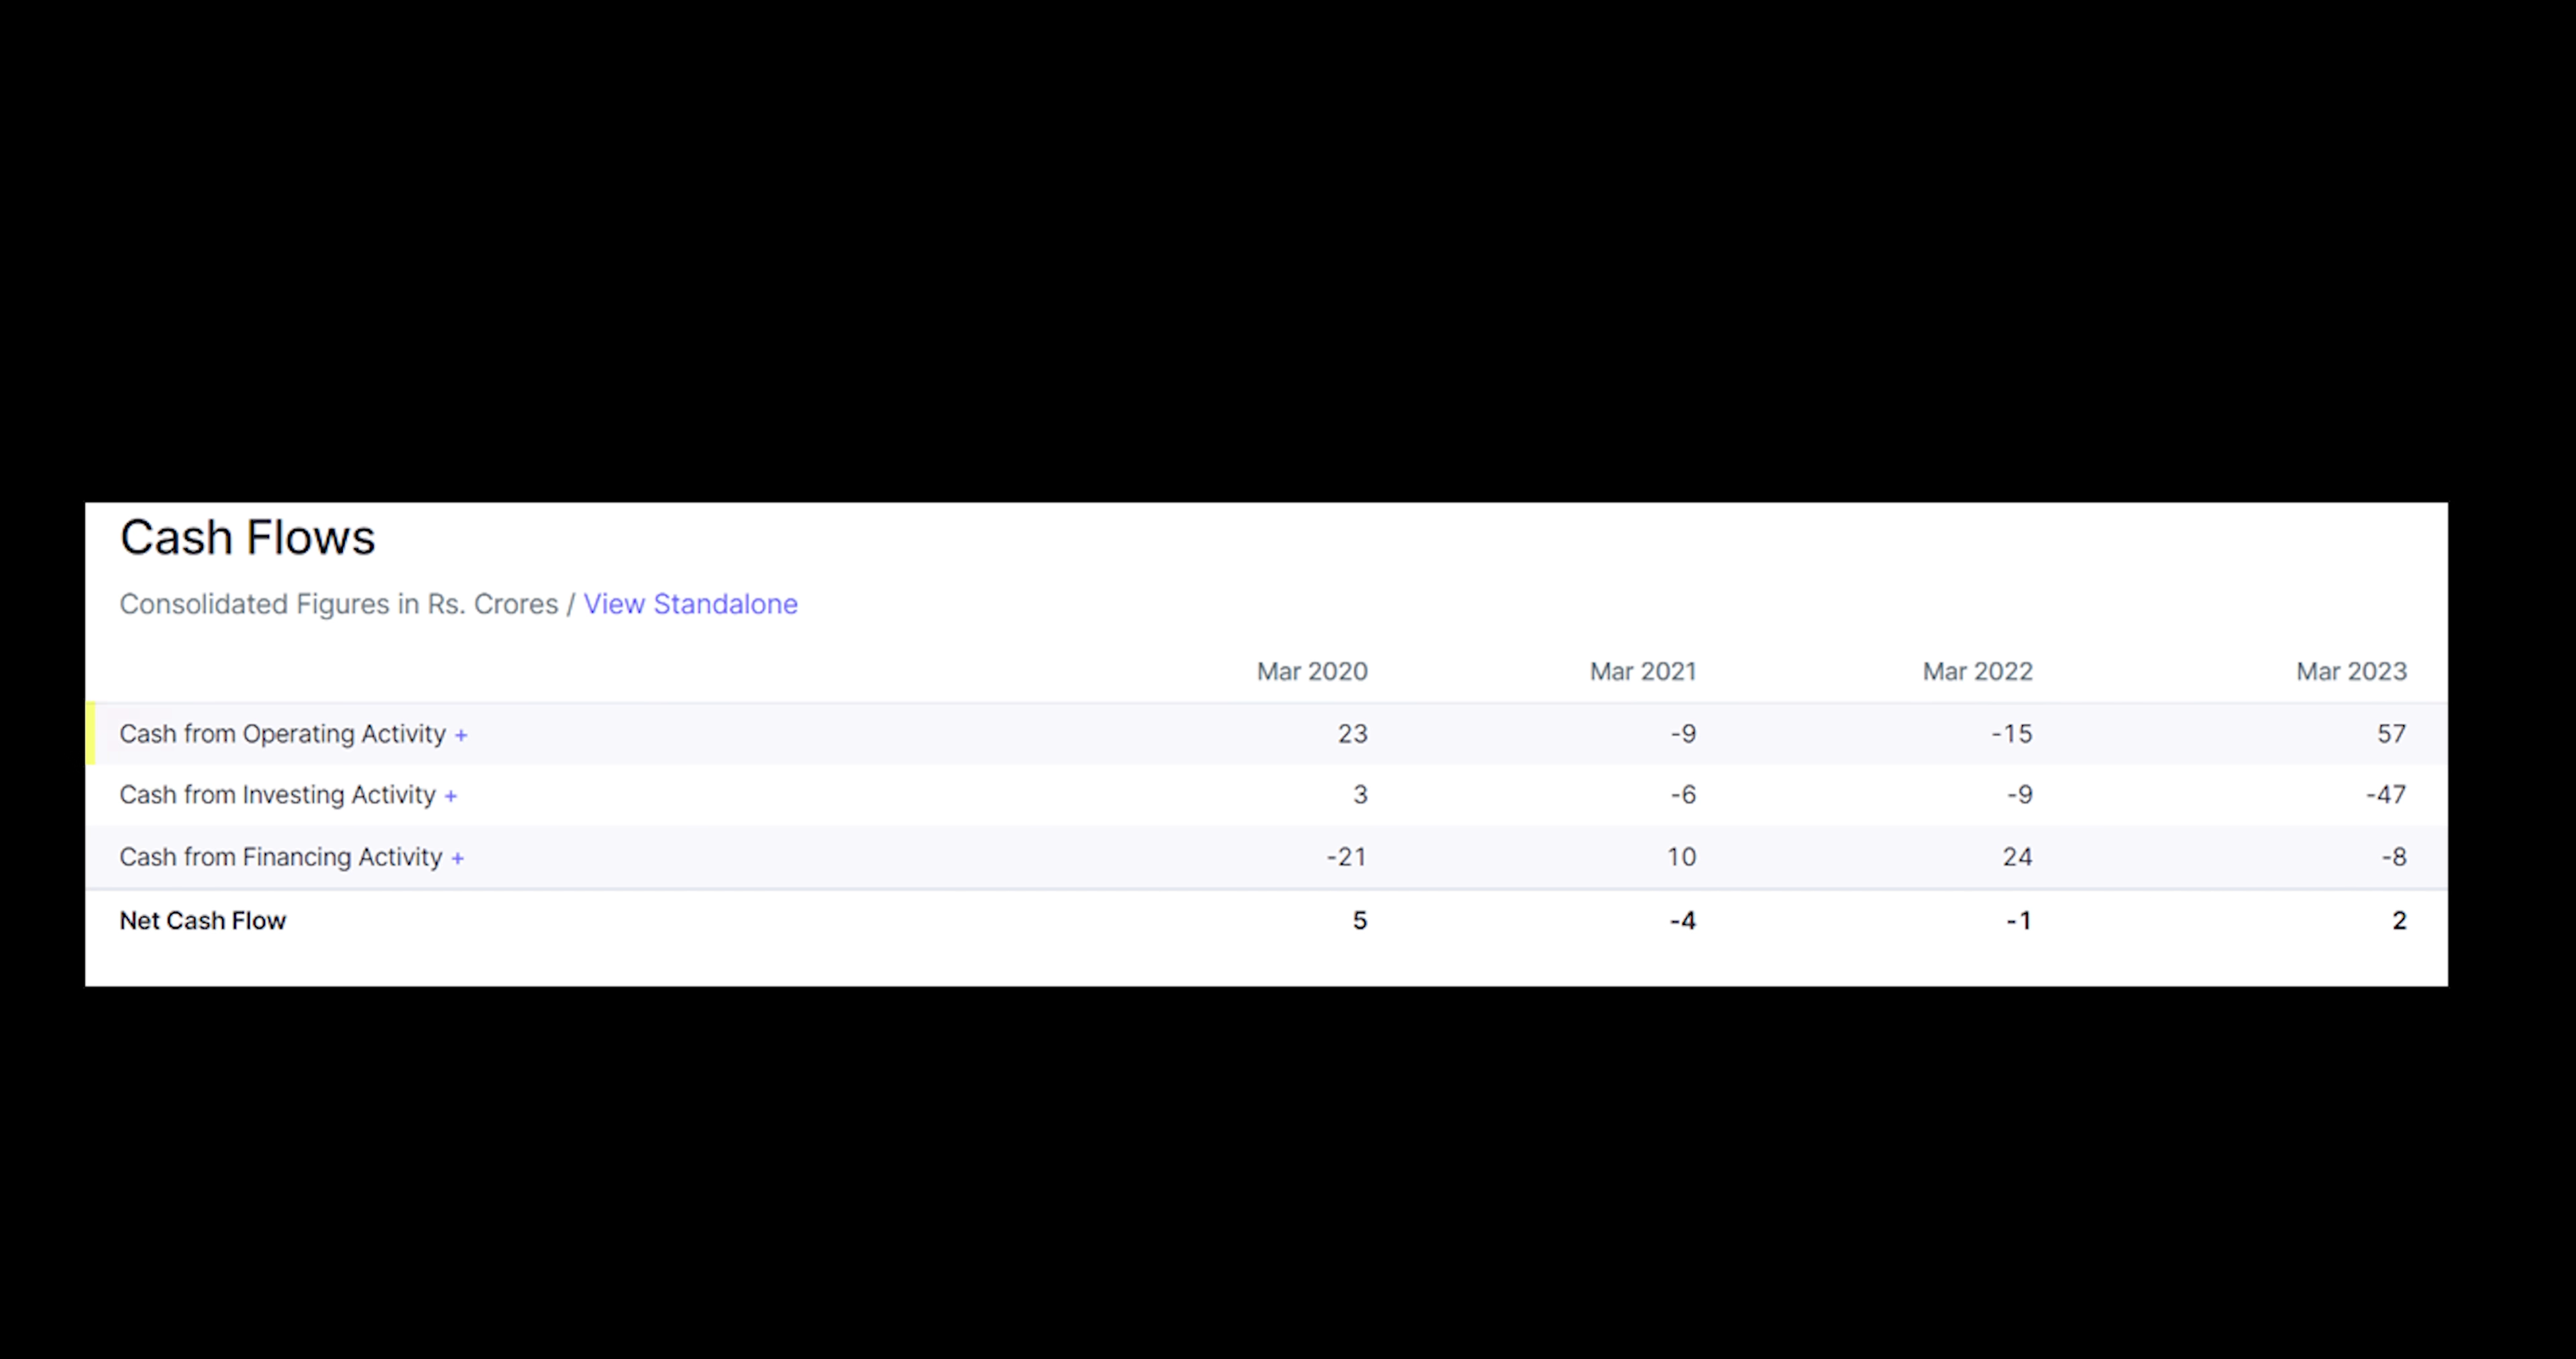 Cash Flows
Consolidated Figures in Rs. Crores / View Standalone
Mar 2020 Mar 2021 Mar 2022 Mar 2023
Cash from Operating Activity + 23 -9 -15 57
Cash from Investing Activity + 3 -6 -9 -47
Cash from Financing Activity + -21 10 24 -8
Net Cash Flow 5 -4 -1 2